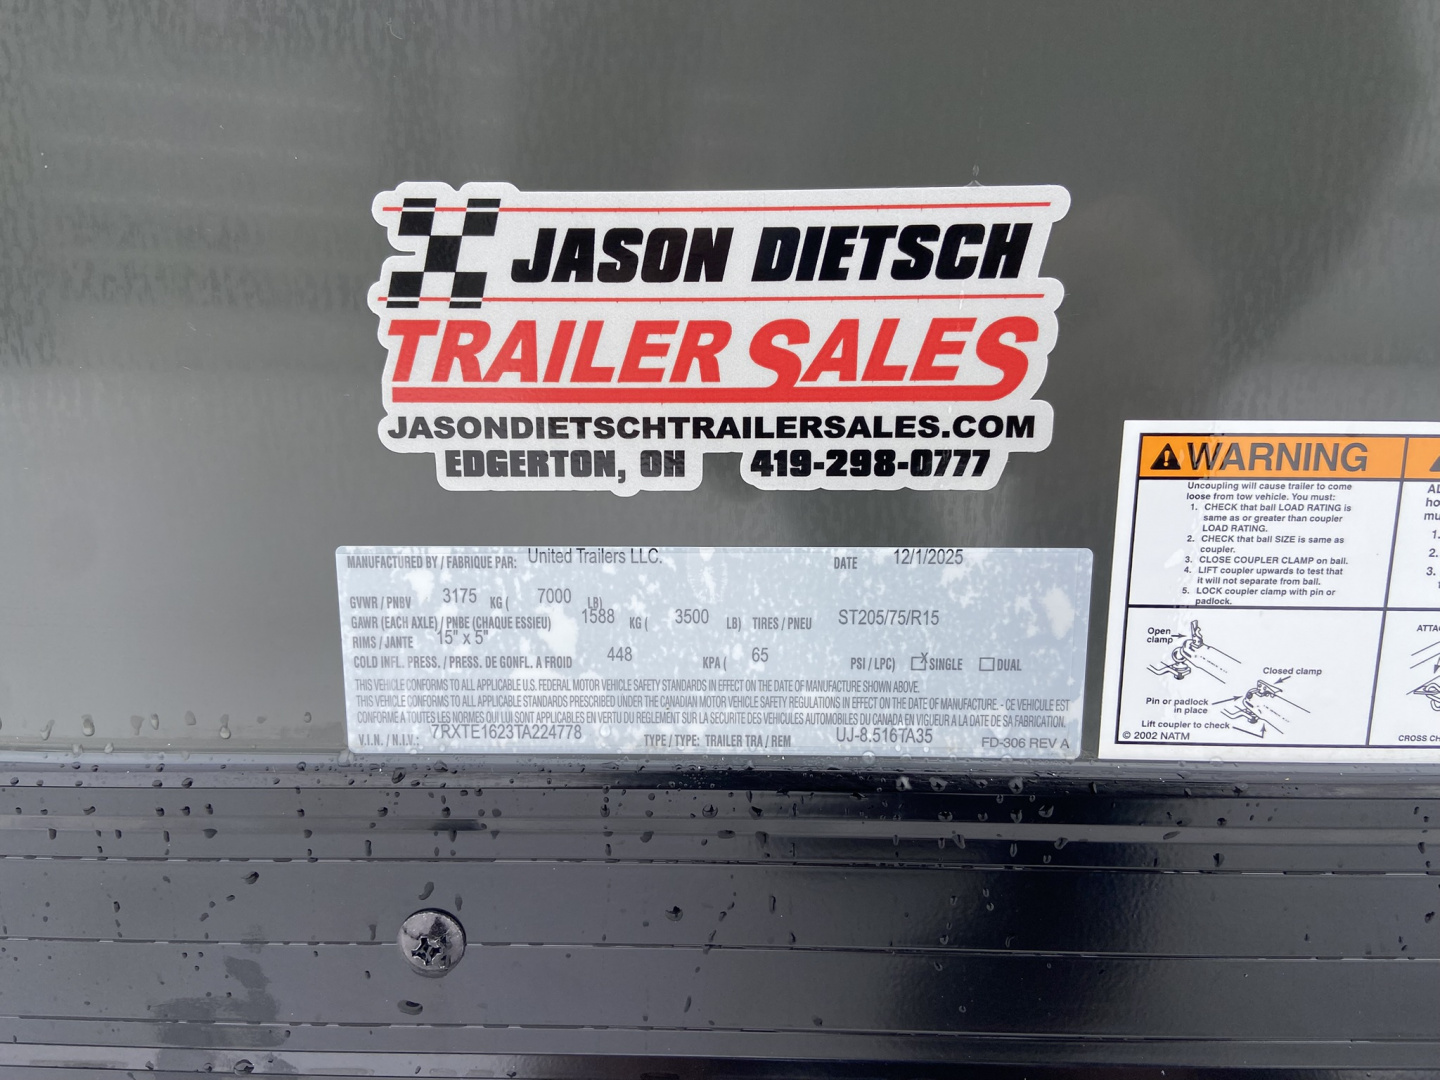 JASON DIETSCH
TRAILER SALES
JASONDIETSCHTRAILERSALES.COM
EDGERTON, OH 419-298-0777
MANUFACTURED BY / FABRIQUE PAR: United Trailers LLC. DATE 12/1/2025
GVWR / PNBV 3175 KG ( 7000 LB)
GAWR (EACH AXLE) / PNBE (CHAQUE ESSIEU) 1588 KG ( 3500 LB) TIRES / PNEU ST205/75/R15
RIMS / JANTE 15" x 5"
COLD INFL. PRESS. / PRESS. DE GONFL. A FROID 448 KPA ( 65 PSI / LPC) X SINGLE DUAL
THIS VEHICLE CONFORMS TO ALL APPLICABLE U.S. FEDERAL MOTOR VEHICLE SAFETY STANDARDS IN EFFECT ON THE DATE OF MANUFACTURE SHOWN ABOVE.
THIS VEHICLE CONFORMS TO ALL APPLICABLE STANDARDS PRESCRIBED UNDER THE CANADIAN MOTOR VEHICLE SAFETY REGULATIONS IN EFFECT ON THE DATE OF MANUFACTURE. - CE VEHICULE EST
CONFORME A TOUTES LES NORMES QUI LUI SONT APPLICABLES EN VERTU DU REGLEMENT SUR LA SECURITE DES VEHICULES AUTOMOBILES DU CANADA EN VIGUEUR A LA DATE DE SA FABRICATION.
V.I.N. / N.I.V.: 7RXTE1623TA224778 TYPE / TYPE: TRAILER TRA / REM UJ-8.516TA35 FD-306 REV A
WARNING
Uncoupling will cause trailer to come
loose from tow vehicle. You must:
1. CHECK that ball LOAD RATING is
same as or greater than coupler
LOAD RATING.
2. CHECK that ball SIZE is same as
coupler.
3. CLOSE COUPLER CLAMP on ball.
4. LIFT coupler upwards to test that
it will not separate from ball.
5. LOCK coupler clamp with pin or
padlock.
Open
clamp
Closed clamp
Pin or padlock
in place
Lift coupler to check
© 2002 NATM
1.
2.
3.
CROSS